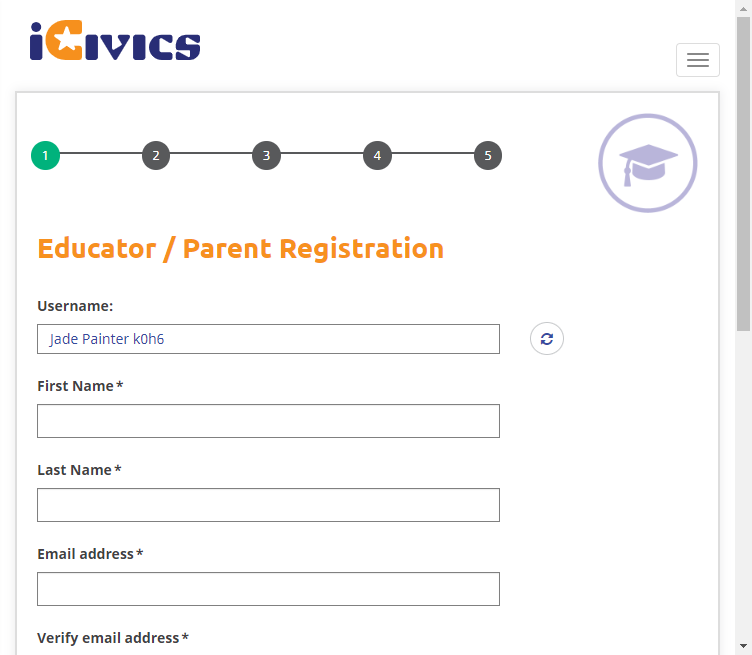 iCivics
1 2 3 4 5
Educator / Parent Registration
Username:
Jade Painter k0h6
First Name*
Last Name*
Email address*
Verify email address*